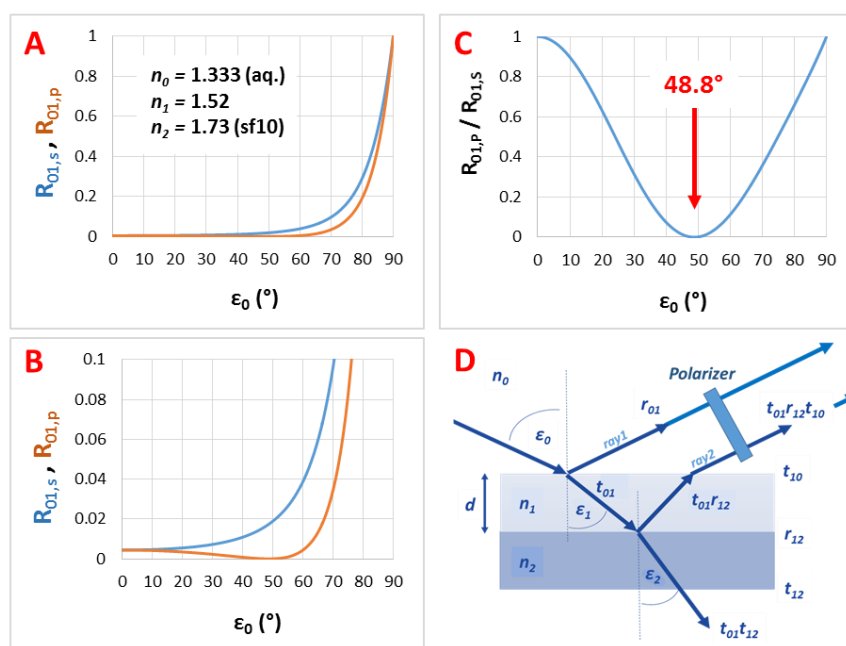 A
R01,s , R01,p
1
0.8
0.6
0.4
0.2
0
n0 = 1.333 (aq.)
n1 = 1.52
n2 = 1.73 (sf10)
0 10 20 30 40 50 60 70 80 90
ε0 (°)
C
R01,P / R01,S
1
0.8
0.6
0.4
0.2
0
48.8°
0 10 20 30 40 50 60 70 80 90
ε0 (°)
B
R01,s , R01,p
0.1
0.08
0.06
0.04
0.02
0
0 10 20 30 40 50 60 70 80 90
ε0 (°)
D
n0
Polarizer
r01
t01r12t10
ε0
ray1
ray2
t10
d
n1
t01
ε1
t01r12
r12
n2
ε2
t12
t01t12